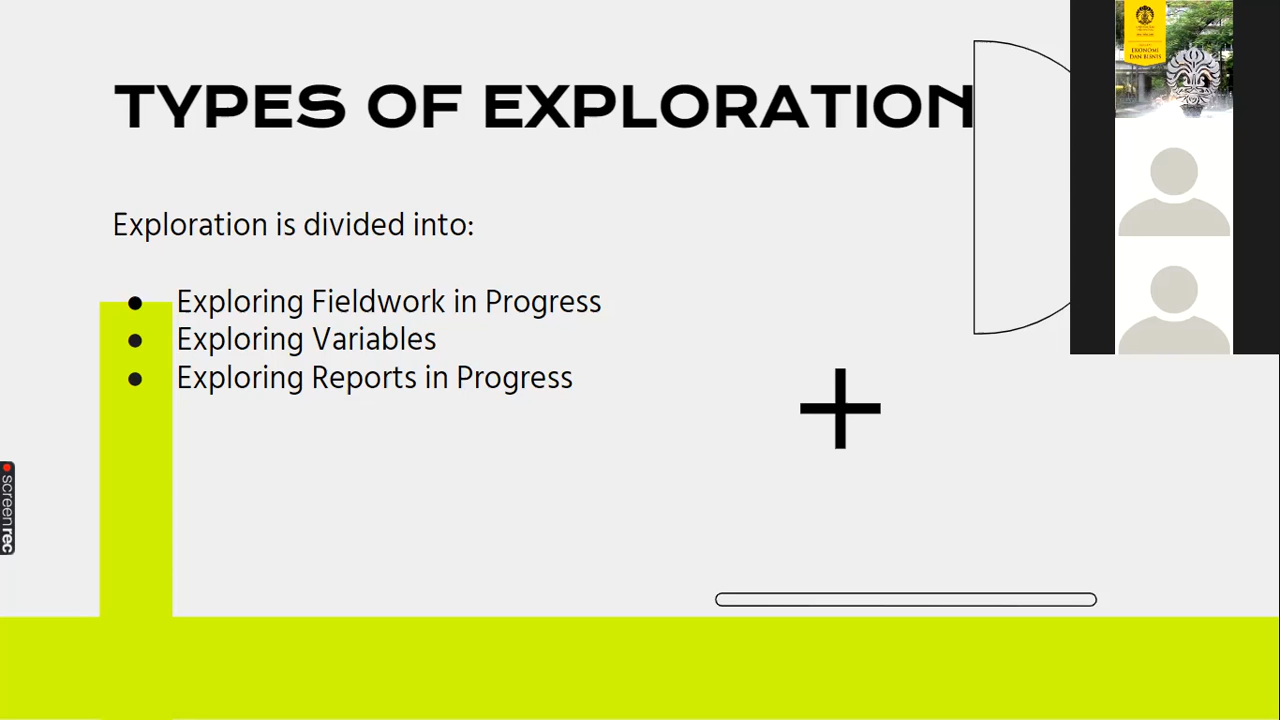 TYPES OF EXPLORATION
Exploration is divided into:
● Exploring Fieldwork in Progress
● Exploring Variables
● Exploring Reports in Progress
screenrec
EKONOMI
DAN BISNIS